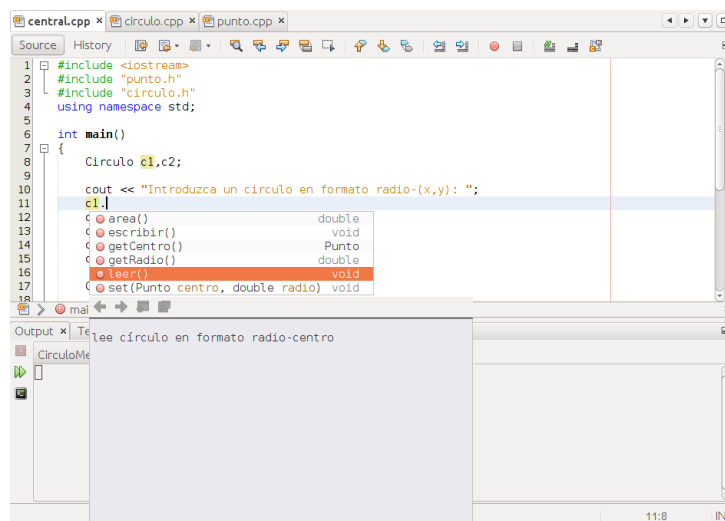 central.cpp × circulo.cpp × punto.cpp ×
Source History
1 #include <iostream>
2 #include "punto.h"
3 #include "circulo.h"
4 using namespace std;
5
6 int main()
7 {
8 Circulo c1,c2;
9
10 cout << "Introduzca un circulo en formato radio-(x,y): ";
11 c1.
12 area() double
13 escribir() void
14 getCentro() Punto
15 getRadio() double
16 leer() void
17 set(Punto centro, double radio) void
18
mai
Output × Te
lee círculo en formato radio-centro
CirculoMe
11:8 IN